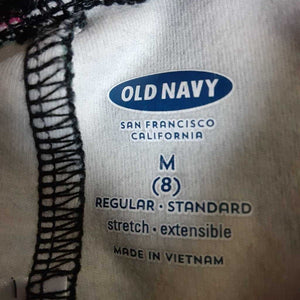 OLD NAVY
SAN FRANCISCO
CALIFORNIA
M
(8)
REGULAR • STANDARD
stretch • extensible
MADE IN VIETNAM